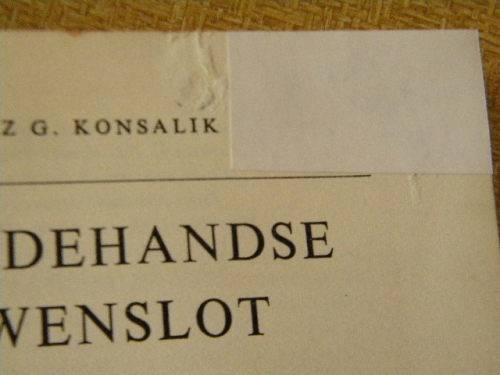 Z G. KONSALIK
DEHANDSE
WENSLOT